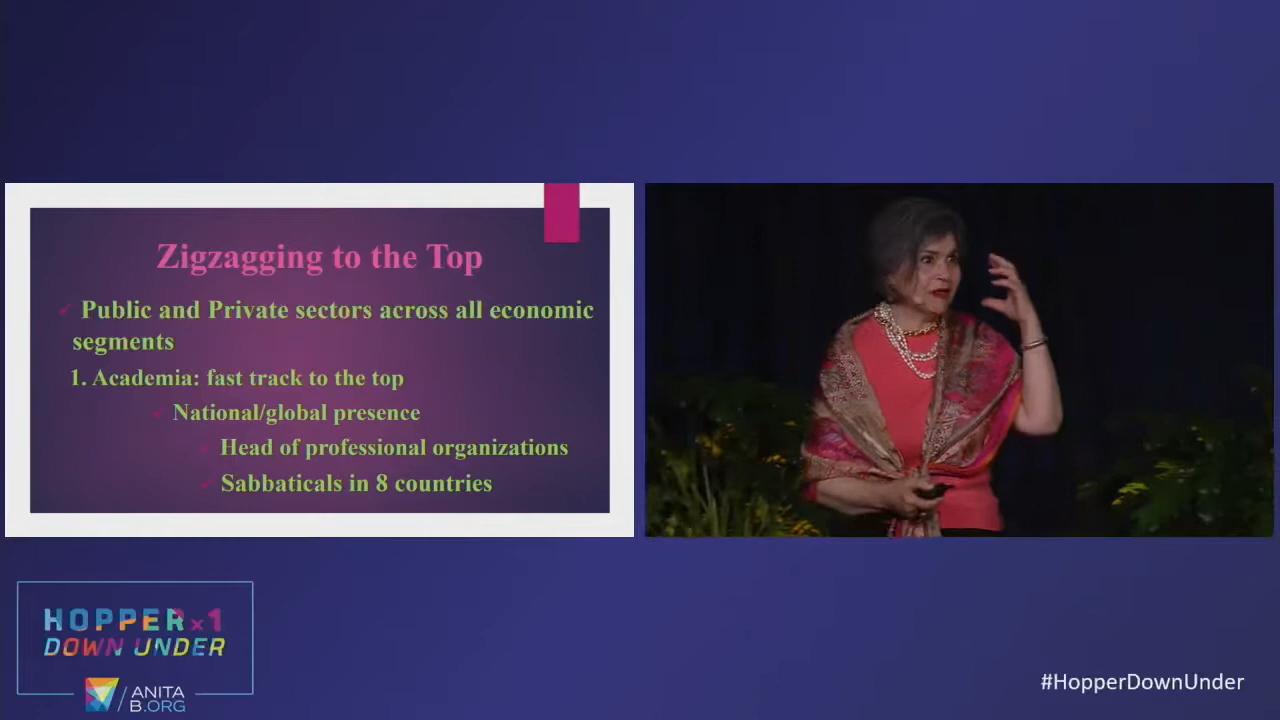 Zigzagging to the Top
Public and Private sectors across all economic
segments
1. Academia: fast track to the top
National/global presence
Head of professional organizations
Sabbaticals in 8 countries
HOPPER x1
DOWN UNDER
ANITA
B.ORG
#HopperDownUnder